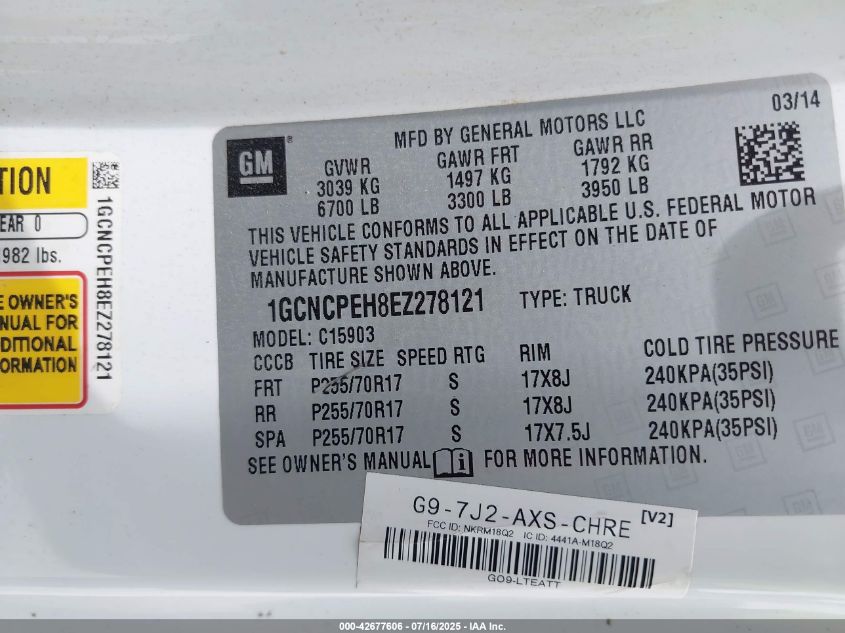 TION
EAR 0
982 lbs.
E OWNER'S
NUAL FOR
DITIONAL
ORMATION
1GCNCPEH8EZ278121
GM
®
03/14
MFD BY GENERAL MOTORS LLC
GVWR GAWR FRT GAWR RR
3039 KG 1497 KG 1792 KG
6700 LB 3300 LB 3950 LB
THIS VEHICLE CONFORMS TO ALL APPLICABLE U.S. FEDERAL MOTOR
VEHICLE SAFETY STANDARDS IN EFFECT ON THE DATE OF
MANUFACTURE SHOWN ABOVE.
1GCNCPEH8EZ278121 TYPE: TRUCK
MODEL: C15903
CCCB TIRE SIZE SPEED RTG RIM COLD TIRE PRESSURE
FRT P255/70R17 S 17X8J 240KPA(35PSI)
RR P255/70R17 S 17X8J 240KPA(35PSI)
SPA P255/70R17 S 17X7.5J 240KPA(35PSI)
SEE OWNER'S MANUAL i FOR MORE INFORMATION.
G9-7J2-AXS-CHRE [V2]
FCC ID: NKRM18Q2 IC ID: 4441A-M18Q2
GO9-LTEATT
000-42677606 - 07/16/2025 - IAA Inc.